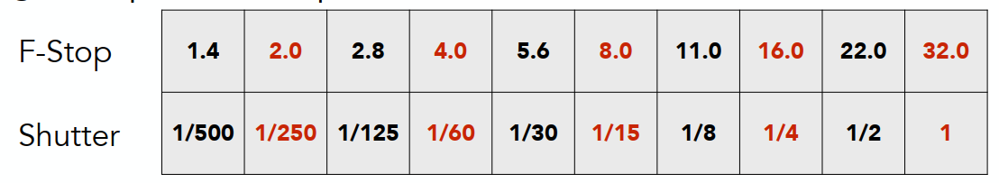 F-Stop 1.4 2.0 2.8 4.0 5.6 8.0 11.0 16.0 22.0 32.0
Shutter 1/500 1/250 1/125 1/60 1/30 1/15 1/8 1/4 1/2 1